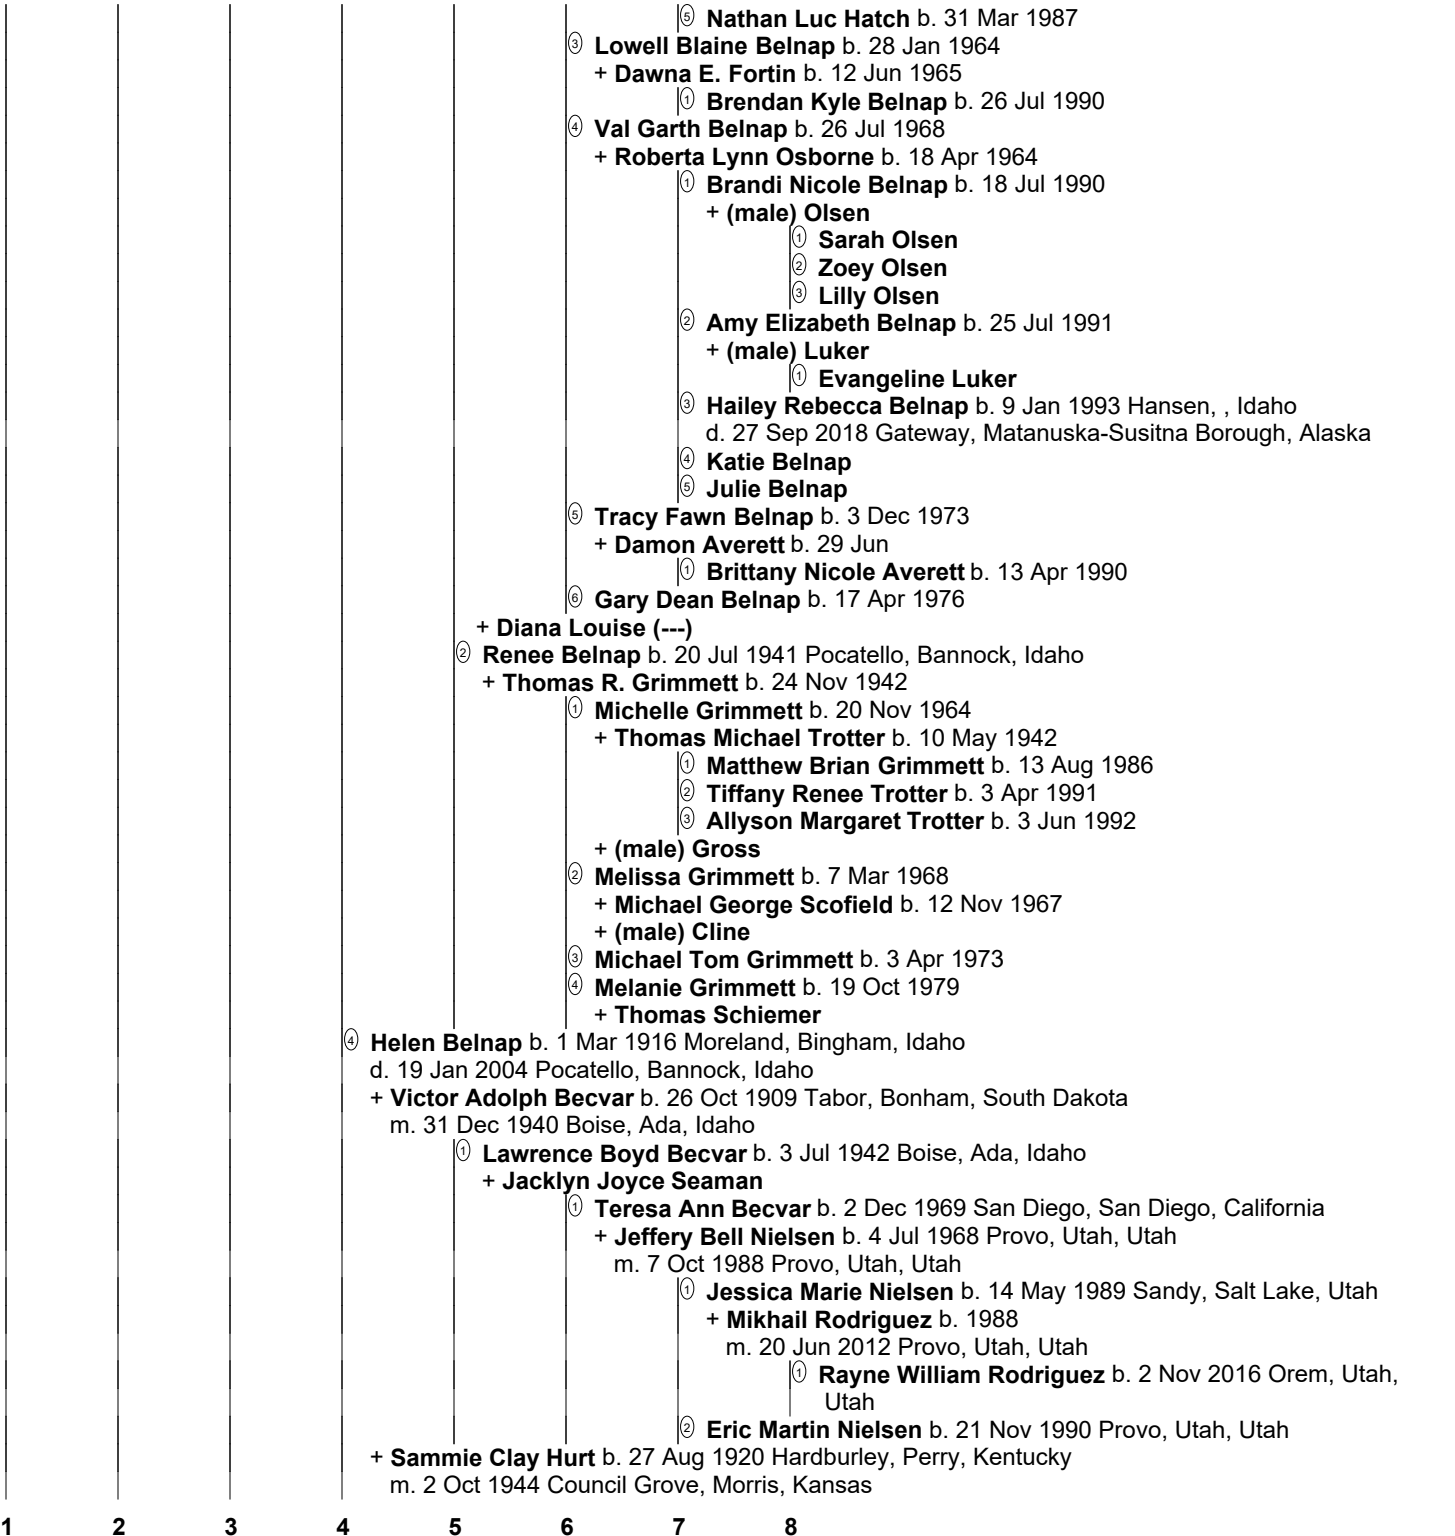 ⑤ Nathan Luc Hatch b. 31 Mar 1987
③ Lowell Blaine Belnap b. 28 Jan 1964
+ Dawna E. Fortin b. 12 Jun 1965
① Brendan Kyle Belnap b. 26 Jul 1990
④ Val Garth Belnap b. 26 Jul 1968
+ Roberta Lynn Osborne b. 18 Apr 1964
① Brandi Nicole Belnap b. 18 Jul 1990
+ (male) Olsen
① Sarah Olsen
② Zoey Olsen
③ Lilly Olsen
② Amy Elizabeth Belnap b. 25 Jul 1991
+ (male) Luker
① Evangeline Luker
③ Hailey Rebecca Belnap b. 9 Jan 1993 Hansen, , Idaho
d. 27 Sep 2018 Gateway, Matanuska-Susitna Borough, Alaska
④ Katie Belnap
⑤ Julie Belnap
⑤ Tracy Fawn Belnap b. 3 Dec 1973
+ Damon Averett b. 29 Jun
① Brittany Nicole Averett b. 13 Apr 1990
⑥ Gary Dean Belnap b. 17 Apr 1976
+ Diana Louise (---)
② Renee Belnap b. 20 Jul 1941 Pocatello, Bannock, Idaho
+ Thomas R. Grimmett b. 24 Nov 1942
① Michelle Grimmett b. 20 Nov 1964
+ Thomas Michael Trotter b. 10 May 1942
① Matthew Brian Grimmett b. 13 Aug 1986
② Tiffany Renee Trotter b. 3 Apr 1991
③ Allyson Margaret Trotter b. 3 Jun 1992
+ (male) Gross
② Melissa Grimmett b. 7 Mar 1968
+ Michael George Scofield b. 12 Nov 1967
+ (male) Cline
③ Michael Tom Grimmett b. 3 Apr 1973
④ Melanie Grimmett b. 19 Oct 1979
+ Thomas Schiemer
④ Helen Belnap b. 1 Mar 1916 Moreland, Bingham, Idaho
d. 19 Jan 2004 Pocatello, Bannock, Idaho
+ Victor Adolph Becvar b. 26 Oct 1909 Tabor, Bonham, South Dakota
m. 31 Dec 1940 Boise, Ada, Idaho
① Lawrence Boyd Becvar b. 3 Jul 1942 Boise, Ada, Idaho
+ Jacklyn Joyce Seaman
① Teresa Ann Becvar b. 2 Dec 1969 San Diego, San Diego, California
+ Jeffery Bell Nielsen b. 4 Jul 1968 Provo, Utah, Utah
m. 7 Oct 1988 Provo, Utah, Utah
① Jessica Marie Nielsen b. 14 May 1989 Sandy, Salt Lake, Utah
+ Mikhail Rodriguez b. 1988
m. 20 Jun 2012 Provo, Utah, Utah
① Rayne William Rodriguez b. 2 Nov 2016 Orem, Utah,
Utah
② Eric Martin Nielsen b. 21 Nov 1990 Provo, Utah, Utah
+ Sammie Clay Hurt b. 27 Aug 1920 Hardburley, Perry, Kentucky
m. 2 Oct 1944 Council Grove, Morris, Kansas
1 2 3 4 5 6 7 8